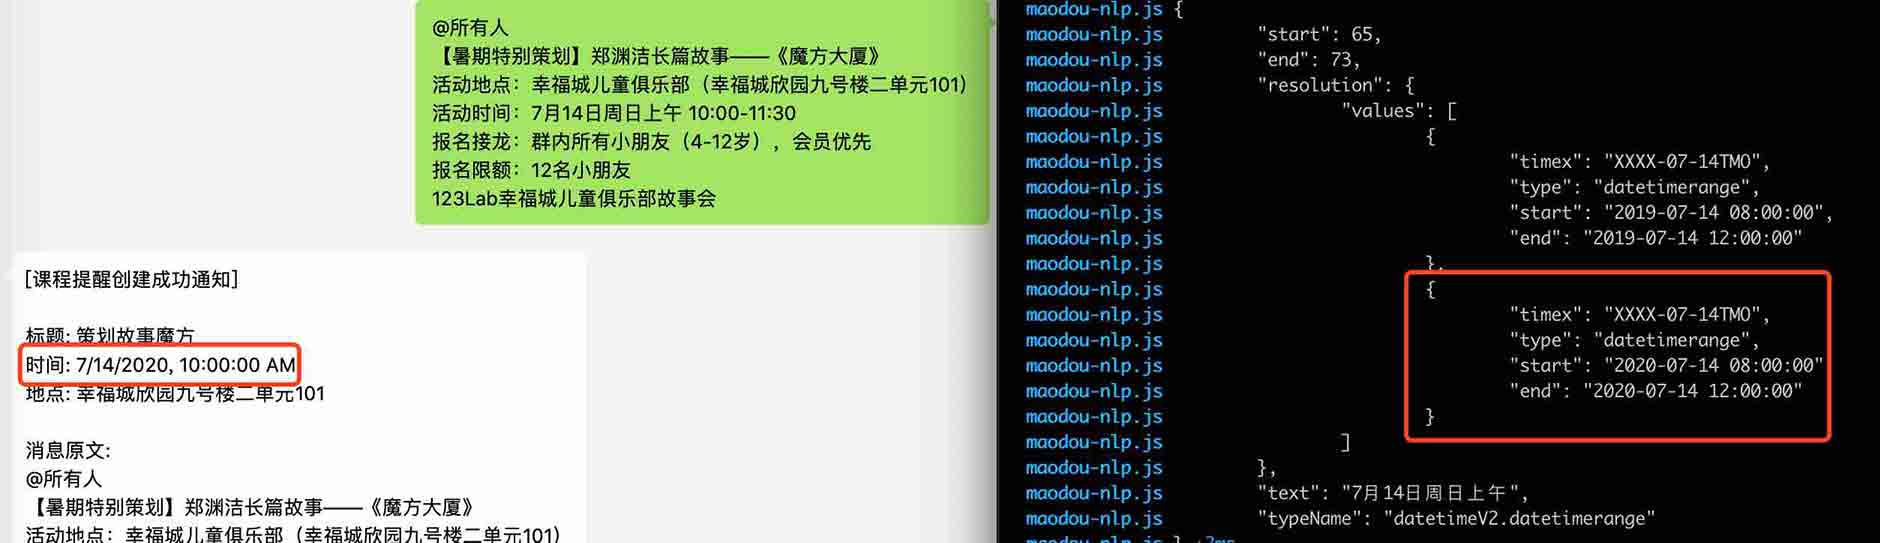 @所有人
【暑期特别策划】郑渊洁长篇故事——《魔方大厦》
活动地点：幸福城儿童俱乐部（幸福城欣园九号楼二单元101）
活动时间：7月14日周日上午 10:00-11:30
报名接龙：群内所有小朋友（4-12岁），会员优先
报名限额：12名小朋友
123Lab幸福城儿童俱乐部故事会
[课程提醒创建成功通知]
标题: 策划故事魔方
时间: 7/14/2020, 10:00:00 AM
地点: 幸福城欣园九号楼二单元101
消息原文:
@所有人
【暑期特别策划】郑渊洁长篇故事——《魔方大厦》
活动地点：幸福城儿童俱乐部（幸福城欣园九号楼二单元101）
maodou-nlp.js {
maodou-nlp.js "start": 65,
maodou-nlp.js "end": 73,
maodou-nlp.js "resolution": {
maodou-nlp.js "values": [
maodou-nlp.js {
maodou-nlp.js "timex": "XXXX-07-14TMO",
maodou-nlp.js "type": "datetimerange",
maodou-nlp.js "start": "2019-07-14 08:00:00",
maodou-nlp.js "end": "2019-07-14 12:00:00"
maodou-nlp.js },
maodou-nlp.js {
maodou-nlp.js "timex": "XXXX-07-14TMO",
maodou-nlp.js "type": "datetimerange",
maodou-nlp.js "start": "2020-07-14 08:00:00"
maodou-nlp.js "end": "2020-07-14 12:00:00"
maodou-nlp.js }
maodou-nlp.js ]
maodou-nlp.js },
maodou-nlp.js "text": "7月14日周日上午",
maodou-nlp.js "typeName": "datetimeV2.datetimerange"
maodou-nlp.js } +2ms